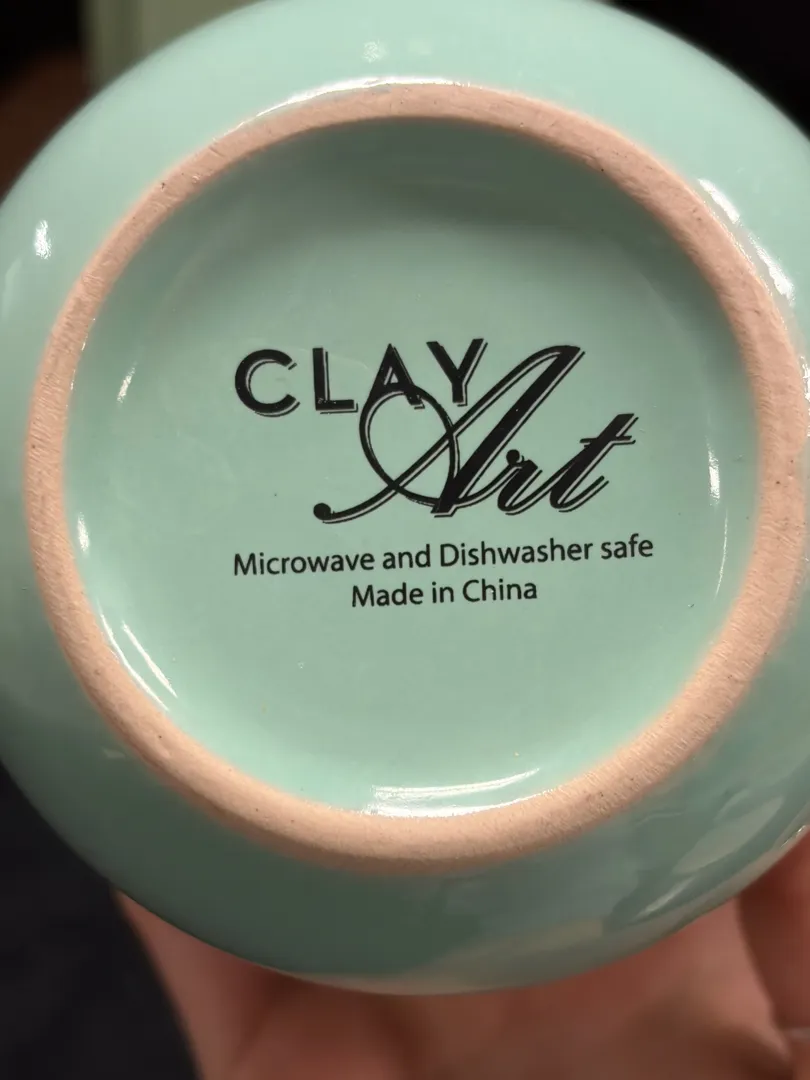 CLAY
Art
Microwave and Dishwasher safe
Made in China